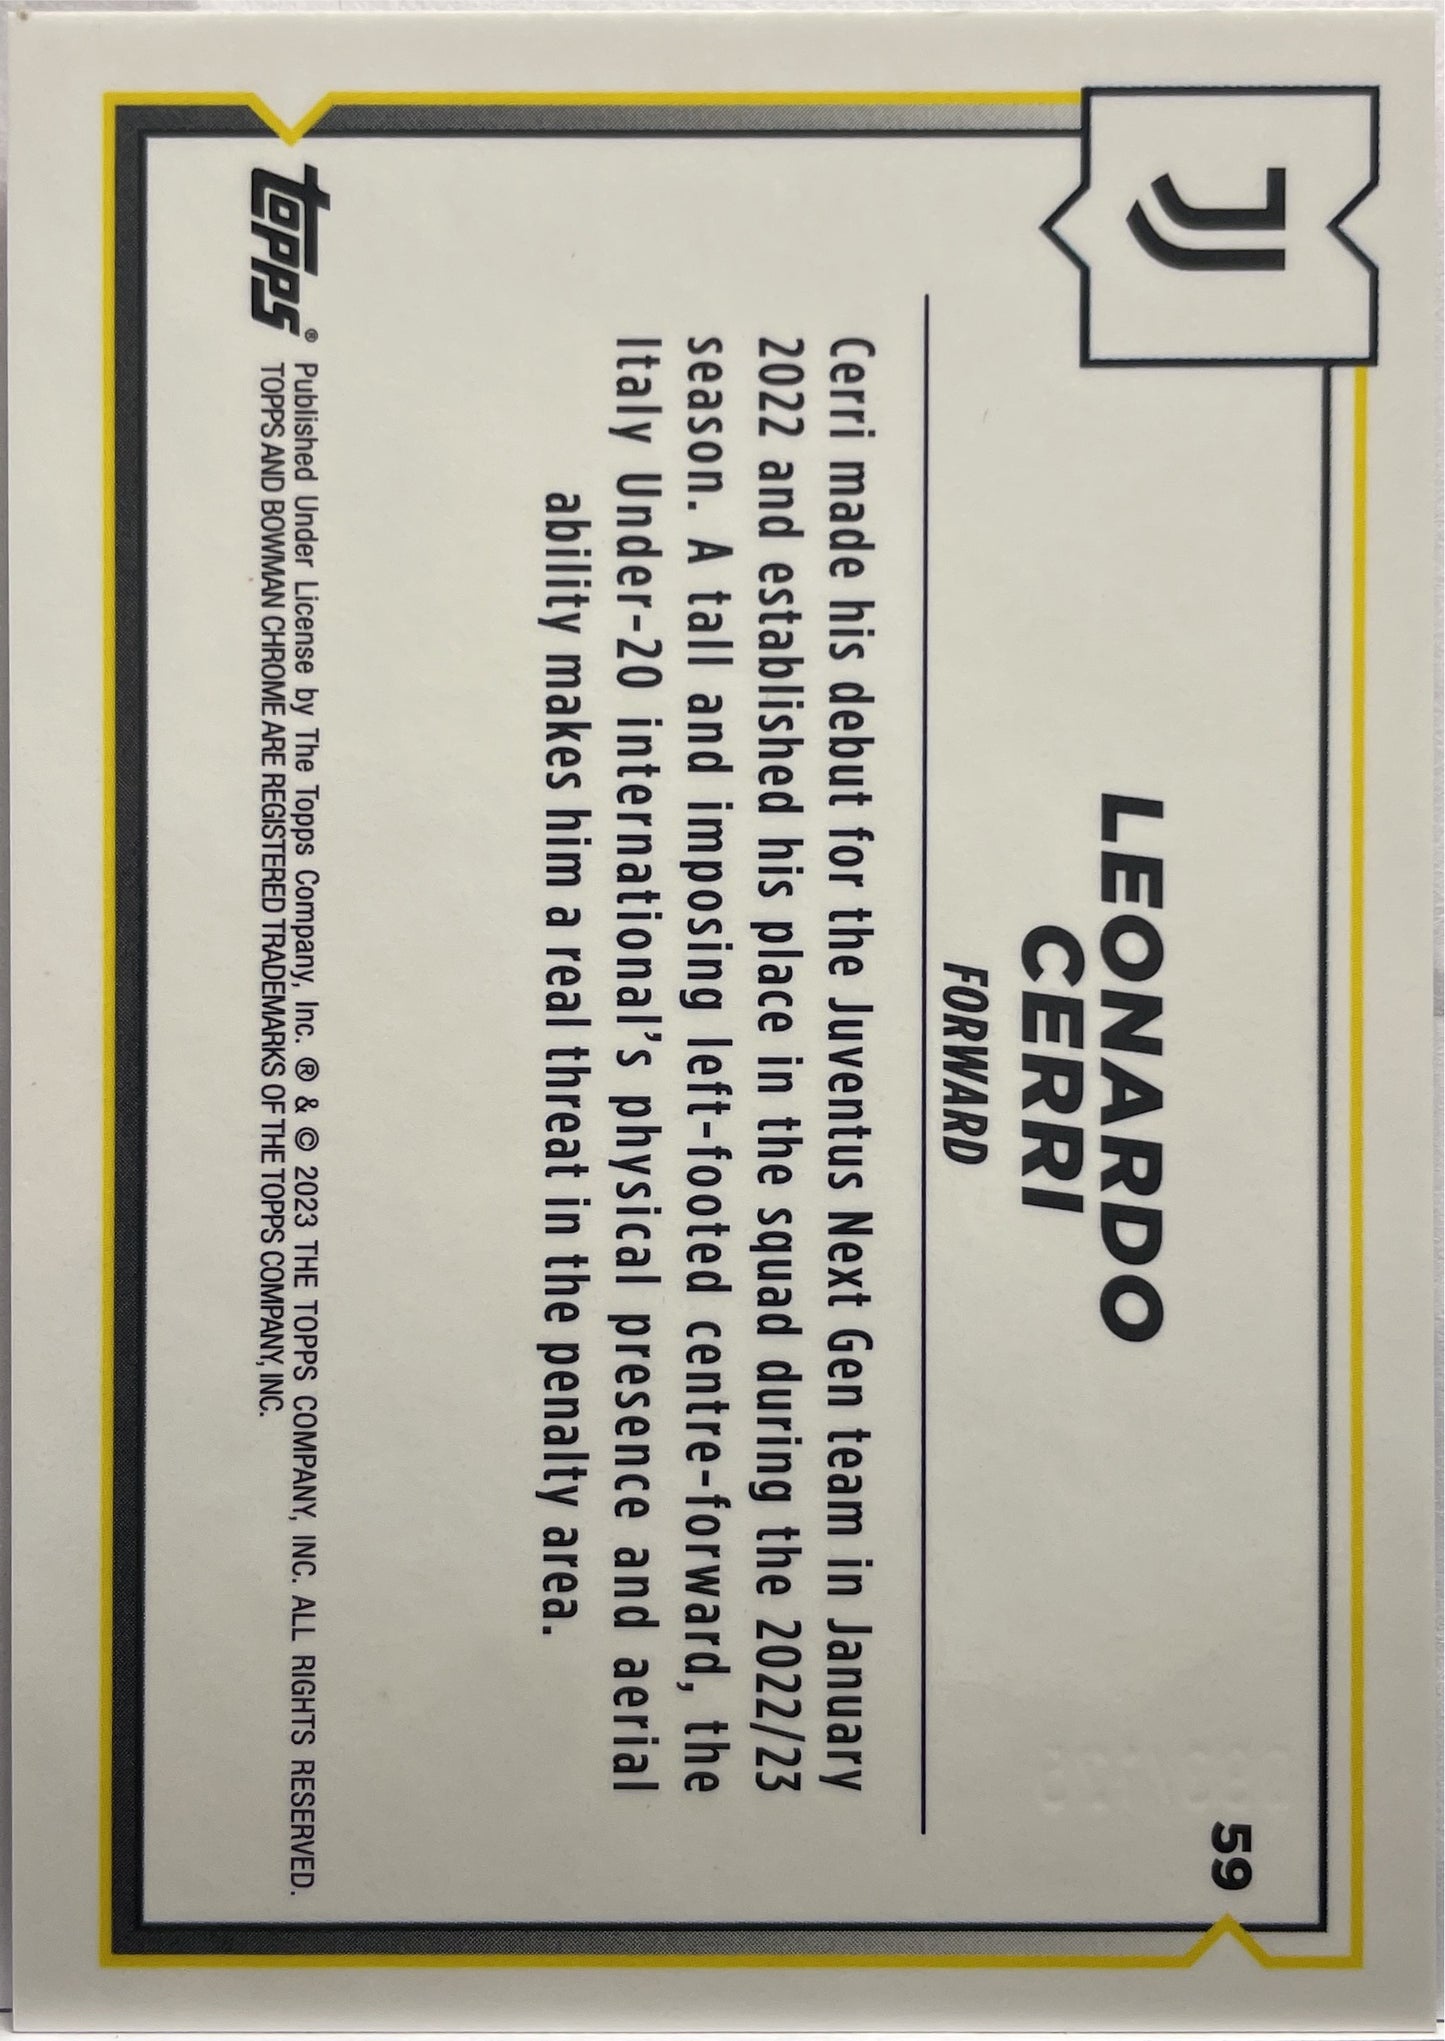 59
LEONARDO
CERRI
FORWARD
Cerri made his debut for the Juventus Next Gen team in January
2022 and established his place in the squad during the 2022/23
season. A tall and imposing left-footed centre-forward, the
Italy Under-20 international's physical presence and aerial
ability makes him a real threat in the penalty area.
topps®
Published Under License by The Topps Company, Inc. ® & © 2023 THE TOPPS COMPANY, INC. ALL RIGHTS RESERVED.
TOPPS AND BOWMAN CHROME ARE REGISTERED TRADEMARKS OF THE TOPPS COMPANY, INC.